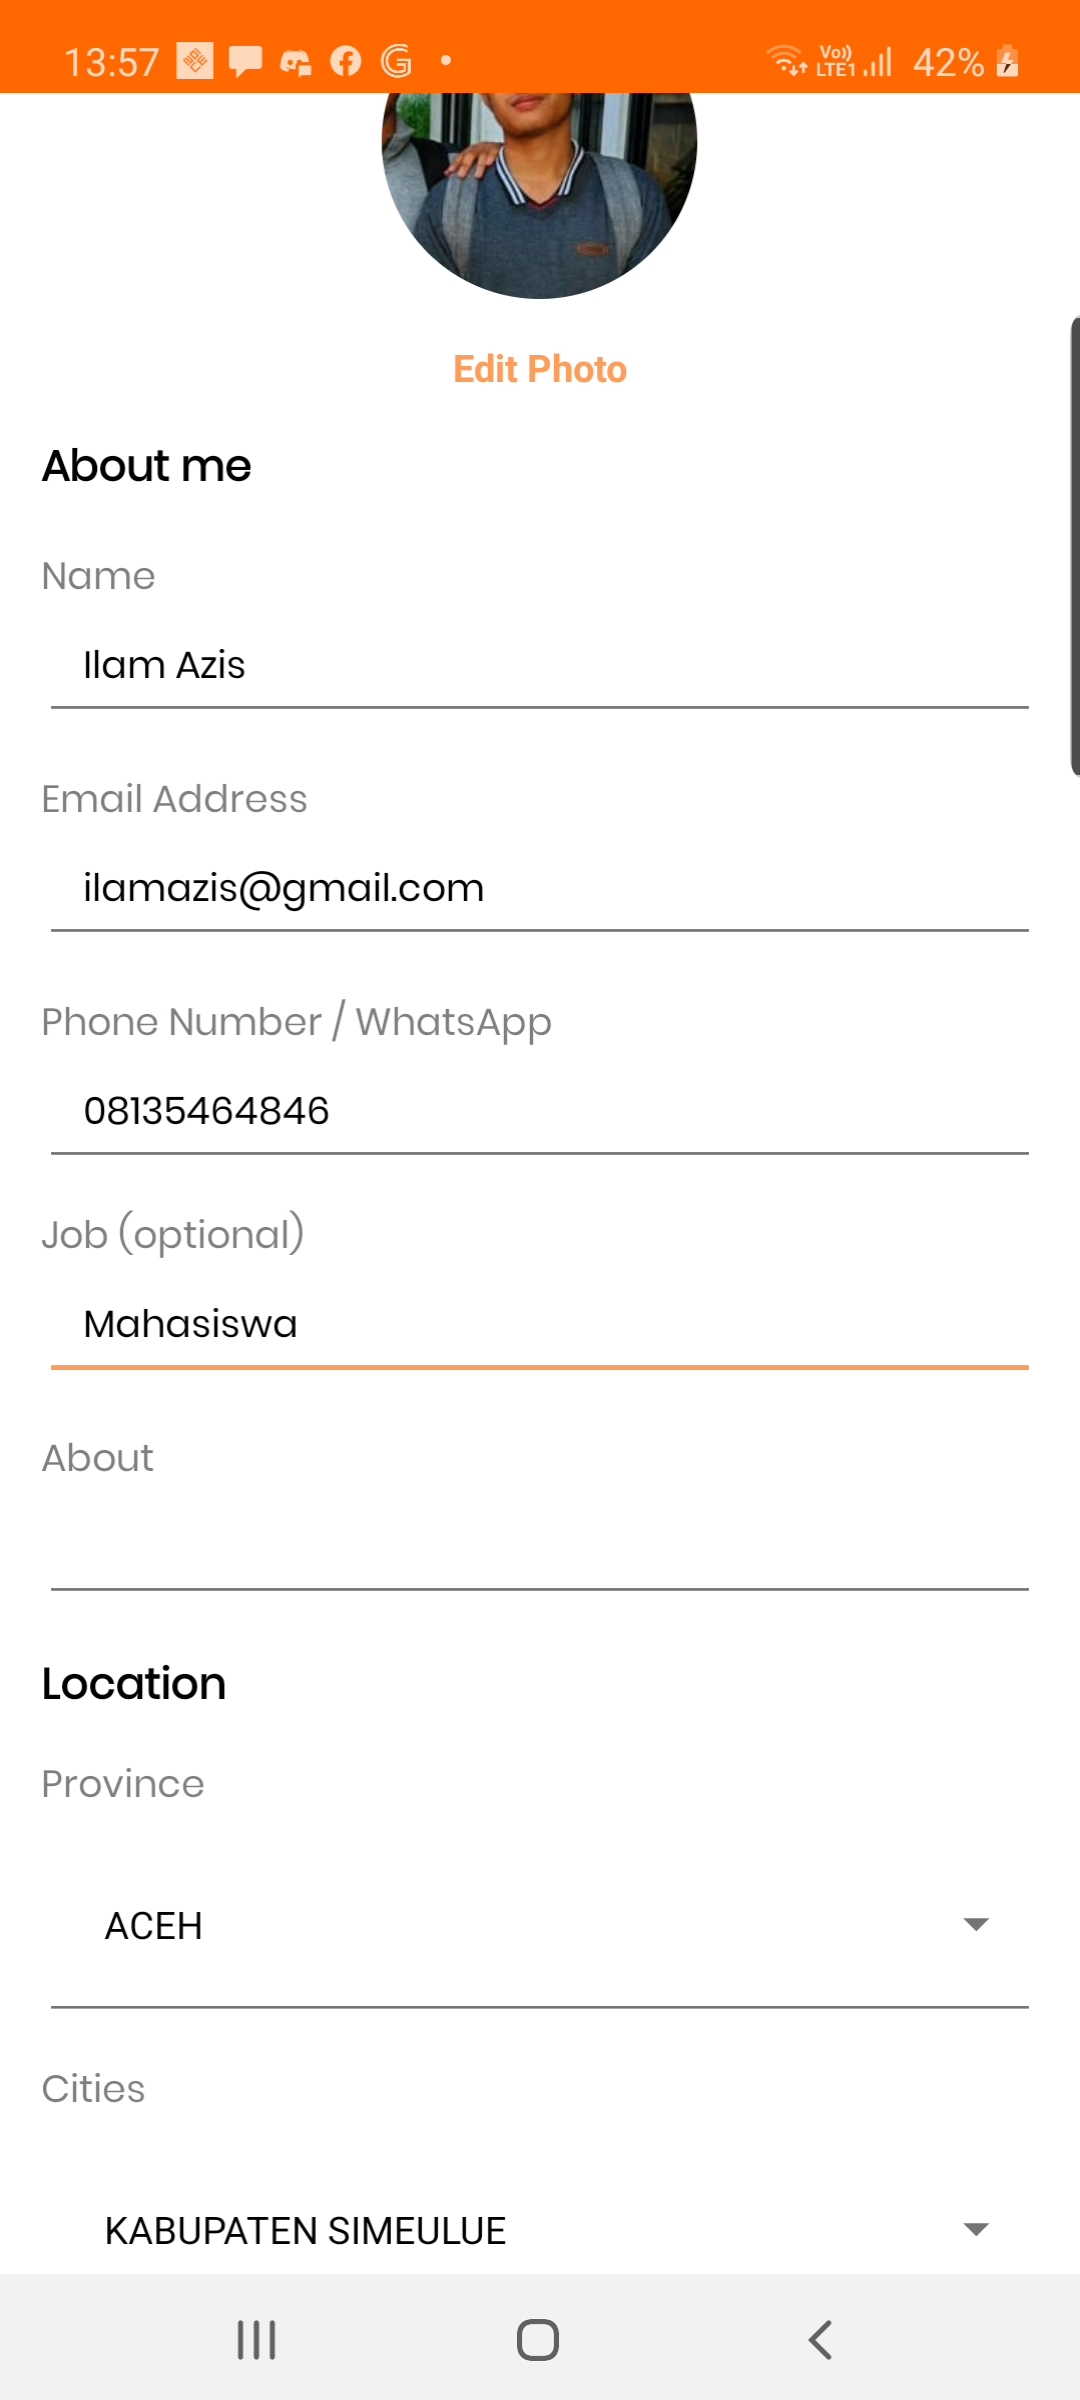 13:57
Vo)) LTE1 42%
Edit Photo
About me
Name
Ilam Azis
Email Address
ilamazis@gmail.com
Phone Number / WhatsApp
08135464846
Job (optional)
Mahasiswa
About
Location
Province
ACEH
Cities
KABUPATEN SIMEULUE